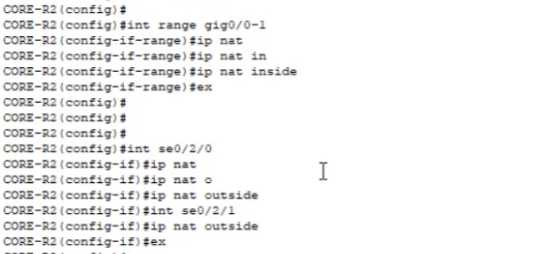 CORE-R2(config)#
CORE-R2(config)#int range gig0/0-1
CORE-R2(config-if-range)#ip nat
CORE-R2(config-if-range)#ip nat in
CORE-R2(config-if-range)#ip nat inside
CORE-R2(config-if-range)#ex
CORE-R2(config)#
CORE-R2(config)#
CORE-R2(config)#
CORE-R2(config)#int se0/2/0
CORE-R2(config-if)#ip nat
CORE-R2(config-if)#ip nat o
CORE-R2(config-if)#ip nat outside
CORE-R2(config-if)#int se0/2/1
CORE-R2(config-if)#ip nat outside
CORE-R2(config-if)#ex